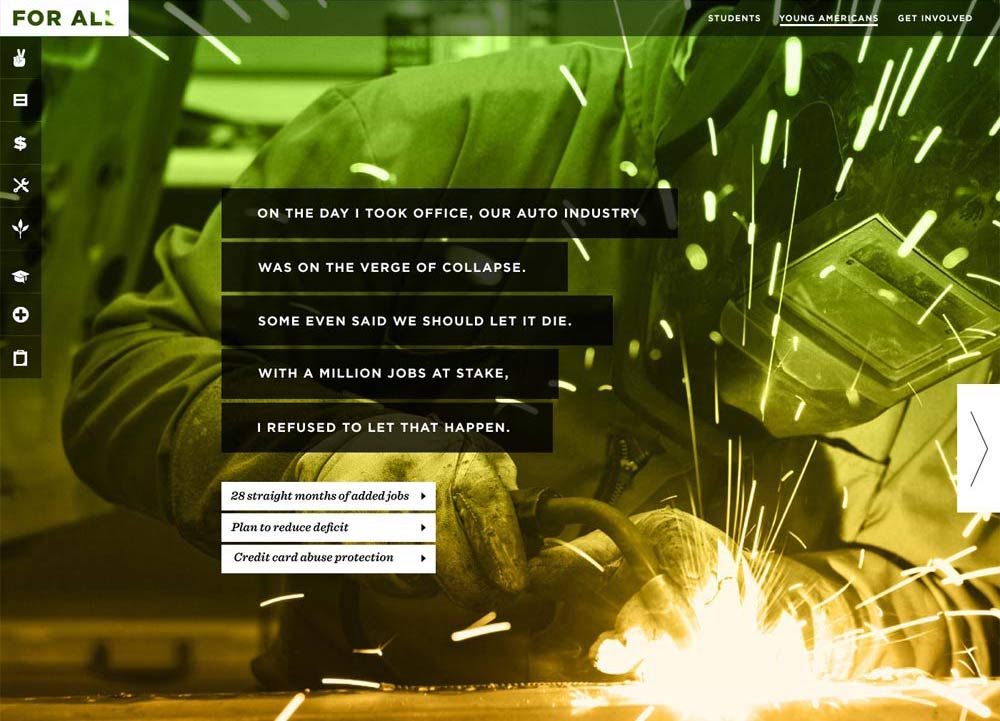 FOR ALL
STUDENTS YOUNG AMERICANS GET INVOLVED
ON THE DAY I TOOK OFFICE, OUR AUTO INDUSTRY
WAS ON THE VERGE OF COLLAPSE.
SOME EVEN SAID WE SHOULD LET IT DIE.
WITH A MILLION JOBS AT STAKE,
I REFUSED TO LET THAT HAPPEN.
28 straight months of added jobs
Plan to reduce deficit
Credit card abuse protection